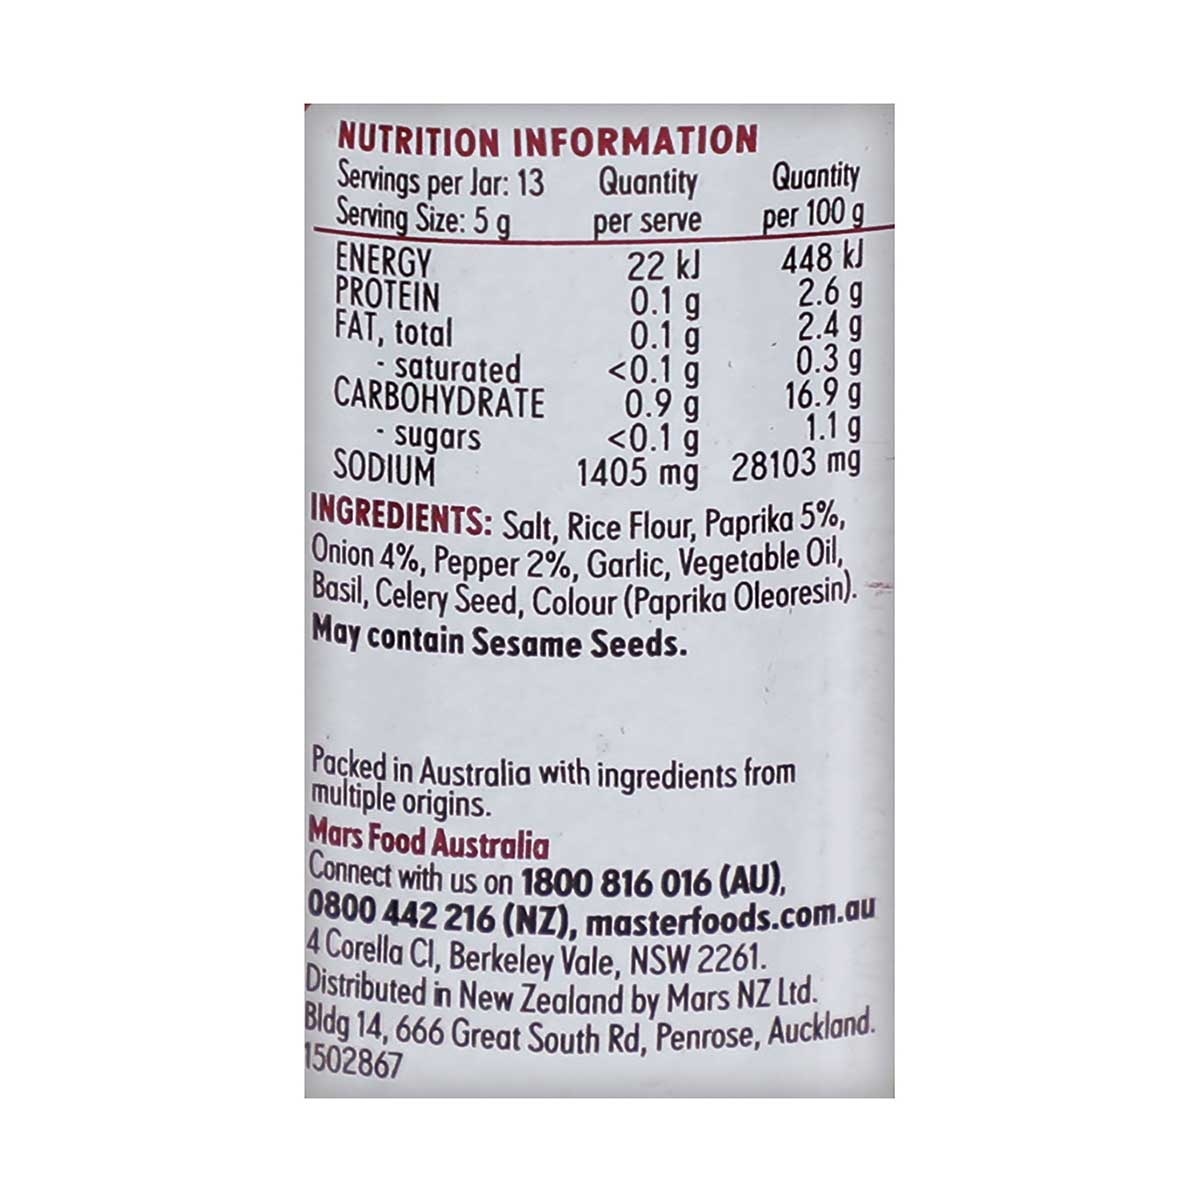 NUTRITION INFORMATION
Servings per Jar: 13 Quantity Quantity
Serving Size: 5 g per serve per 100 g
ENERGY 22 kJ 448 kJ
PROTEIN 0.1 g 2.6 g
FAT, total 0.1 g 2.4 g
- saturated <0.1 g 0.3 g
CARBOHYDRATE 0.9 g 16.9 g
- sugars <0.1 g 1.1 g
SODIUM 1405 mg 28103 mg
INGREDIENTS: Salt, Rice Flour, Paprika 5%,
Onion 4%, Pepper 2%, Garlic, Vegetable Oil,
Basil, Celery Seed, Colour (Paprika Oleoresin).
May contain Sesame Seeds.
Packed in Australia with ingredients from
multiple origins.
Mars Food Australia
Connect with us on 1800 816 016 (AU),
0800 442 216 (NZ), masterfoods.com.au
4 Corella Cl, Berkeley Vale, NSW 2261.
Distributed in New Zealand by Mars NZ Ltd.
Bldg 14, 666 Great South Rd, Penrose, Auckland.
1502867